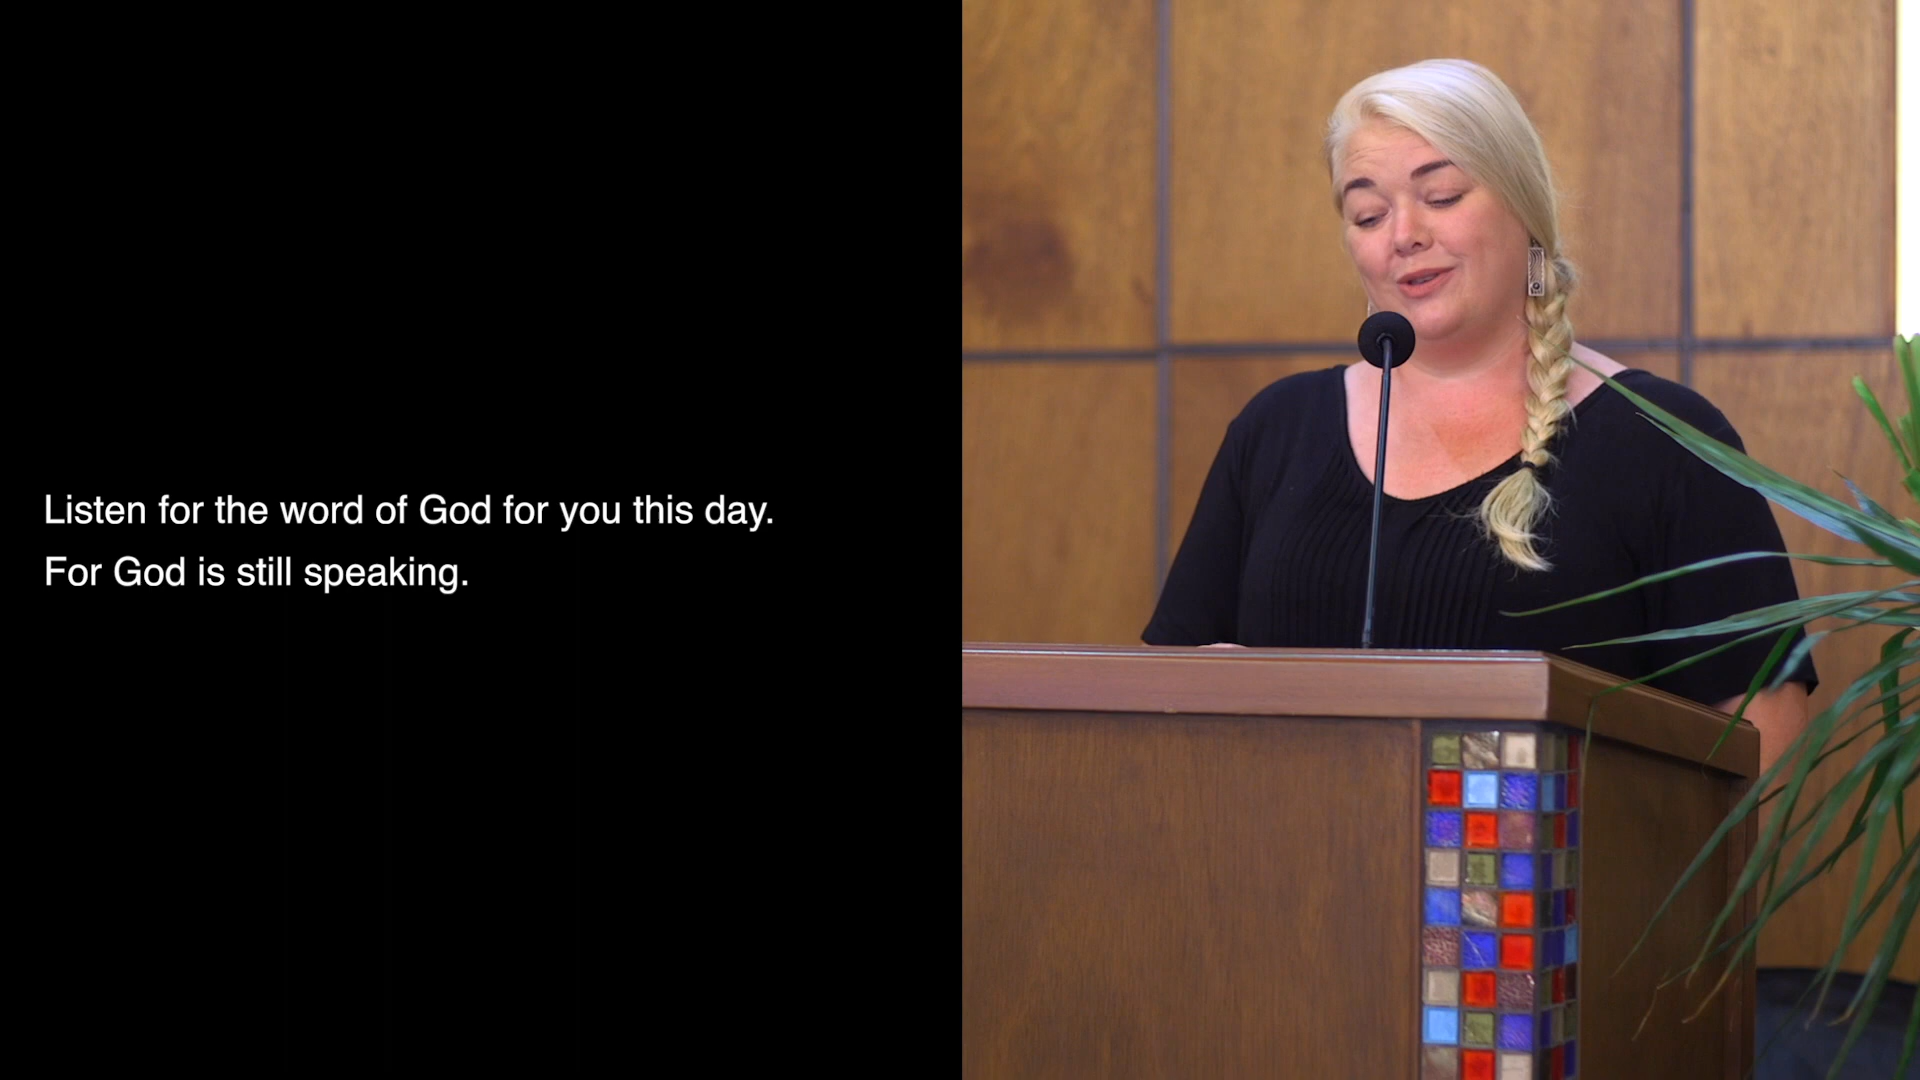 Listen for the word of God for you this day.
For God is still speaking.